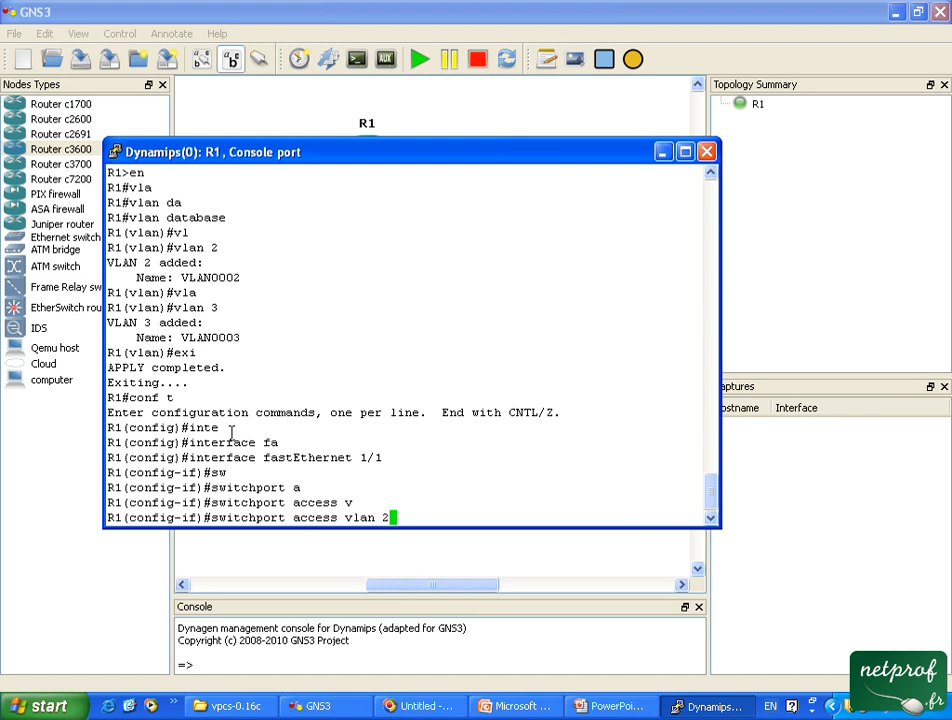 GNS3
File Edit View Control Annotate Help
Nodes Types
Router c1700
Router c2600
Router c2691
Router c3600
Router c3700
Router c7200
PIX firewall
ASA firewall
Juniper router
Ethernet switch
ATM bridge
ATM switch
Frame Relay sw
EtherSwitch rou
IDS
Qemu host
Cloud
computer
AUX
R1
Topology Summary
R1
Dynamips(0): R1, Console port
R1>en
R1#vla
R1#vlan da
R1#vlan database
R1(vlan)#vl
R1(vlan)#vlan 2
VLAN 2 added:
Name: VLAN0002
R1(vlan)#vla
R1(vlan)#vlan 3
VLAN 3 added:
Name: VLAN0003
R1(vlan)#exi
APPLY completed.
Exiting....
R1#conf t
Enter configuration commands, one per line. End with CNTL/Z.
R1(config)#inte
R1(config)#interface fa
R1(config)#interface fastEthernet 1/1
R1(config-if)#sw
R1(config-if)#switchport a
R1(config-if)#switchport access v
R1(config-if)#switchport access vlan 2
aptures
ostname Interface
Console
Dynagen management console for Dynamips (adapted for GNS3)
Copyright (c) 2008-2010 GNS3 Project
=>
netprof
.fr
start
vpcs-0.16c
GNS3
Untitled -...
Microsoft ...
PowerPoi...
Dynamips...
EN